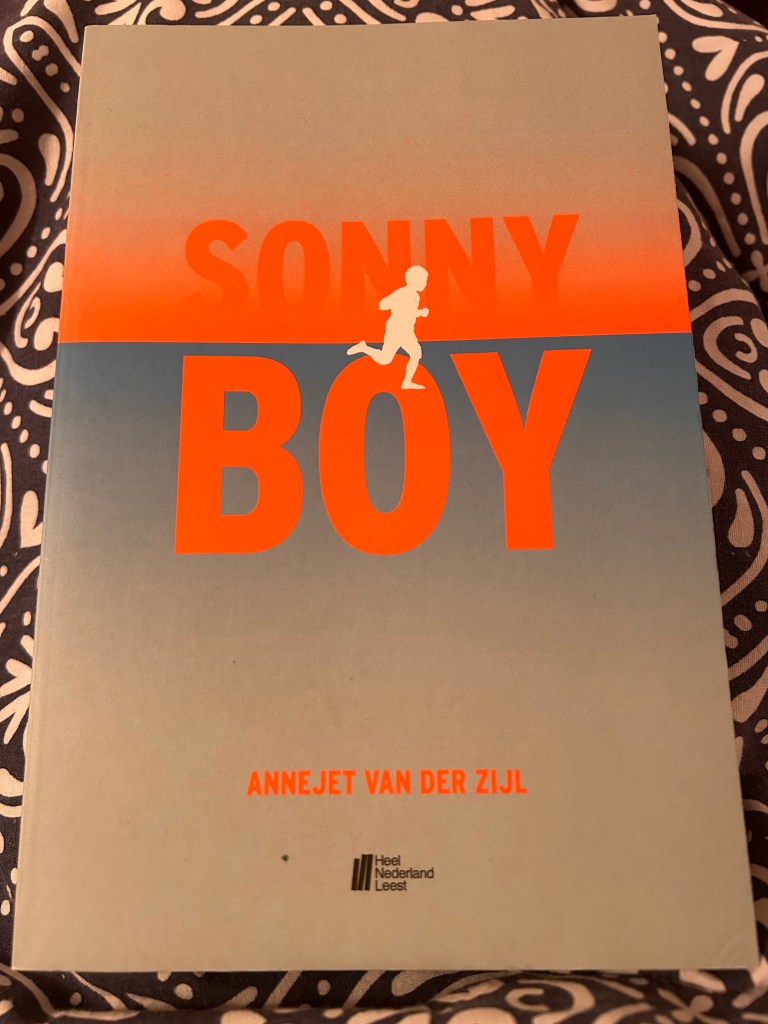 SONNY
BOY
ANNEJET VAN DER ZIJL
Heel
Nederland
Leest